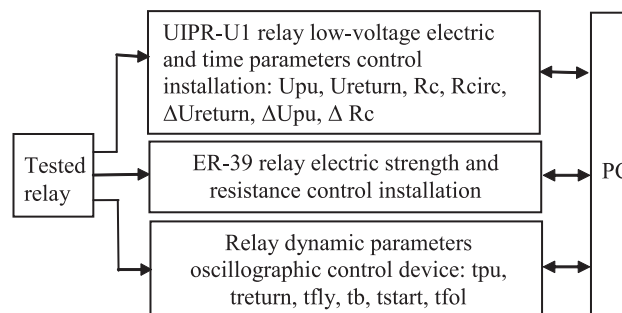 UIPR-U1 relay low-voltage electric
and time parameters control
installation: Upu, Ureturn, Rc, Rcirc,
ΔUreturn, ΔUpu, Δ Rc
Tested
relay
ER-39 relay electric strength and
resistance control installation
PC
Relay dynamic parameters
oscillographic control device: tpu,
treturn, tfly, tb, tstart, tfol